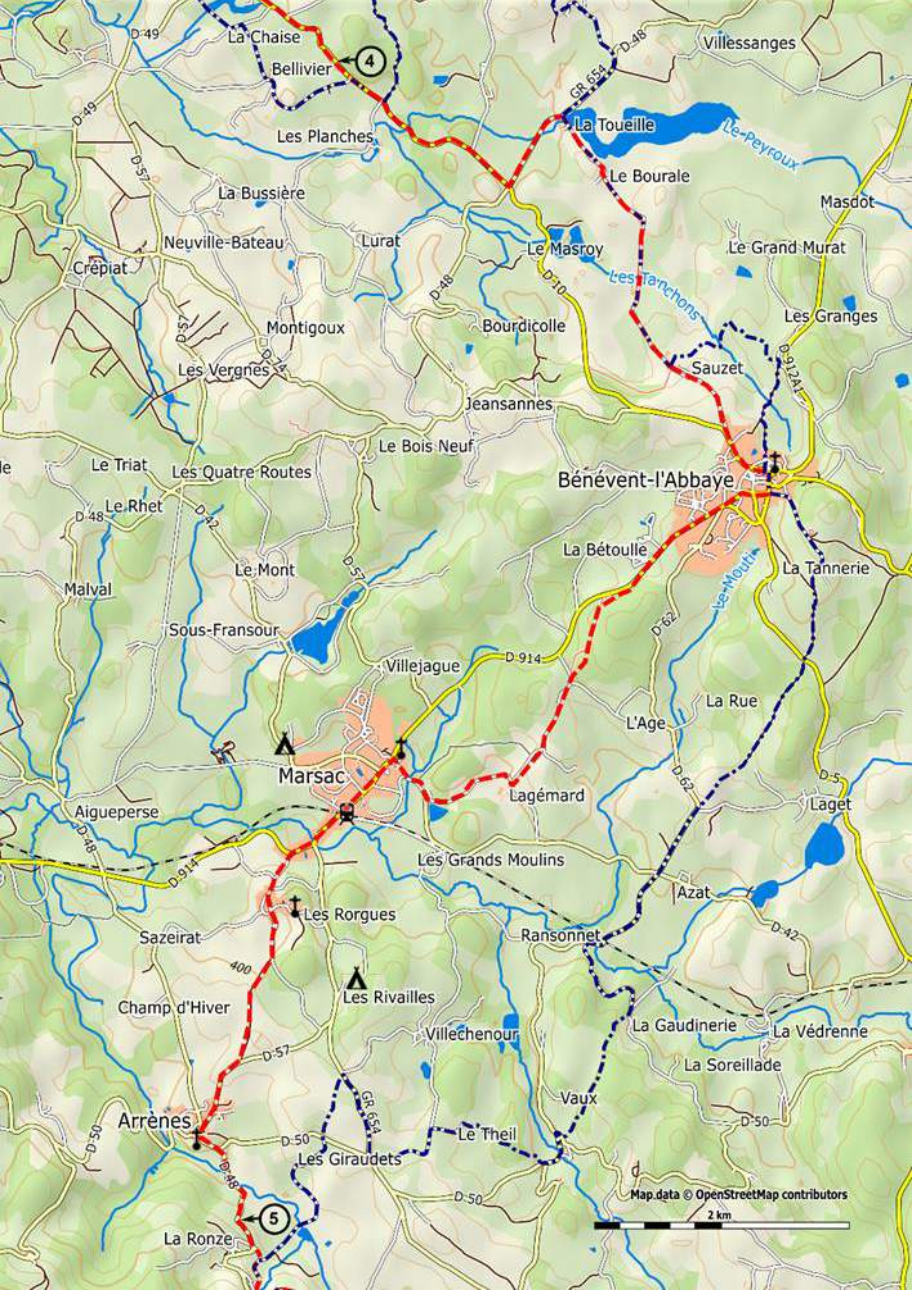 La Chaise
D 49
D-48
Villessanges
Bellivier
4
GR 654
D-49
La Toueille
Les Planches
Le Peyroux
D-57
Le Bourale
La Bussière
Masdot
Neuville-Bateau
Lurat
Le Masroy
Le Grand Murat
Crépiat
Les Tanchons
D-48
D-10
Les Granges
D-57
Montigoux
Bourdicolle
Les Vergnes
Sauzet
D-912A1
Jeansannes
Le Bois Neuf
Le Triat
Les Quatre Routes
Bénévent-l'Abbaye
Le Rhet
D-48
D-42
La Bétoulle
Le Mont
D-57
La Tannerie
Malval
Sous-Fransour
D-62
D 914
Villejague
La Rue
L'Age
Marsac
D-62
D-5
Lagémard
Laget
Aigueperse
D-48
Les Grands Moulins
D-914
Azat
Les Rorgues
Sazeirat
Ransonnet
D-42
400
Champ d'Hiver
Les Rivailles
Villechenour
La Gaudinerie
La Védrenne
D-57
La Soreillade
Vaux
GR 654
Arrènes
D-50
D-50
Le Theil
D-50
Les Giraudets
D-48
D 50
Map data © OpenStreetMap contributors
2 km
5
La Ronze